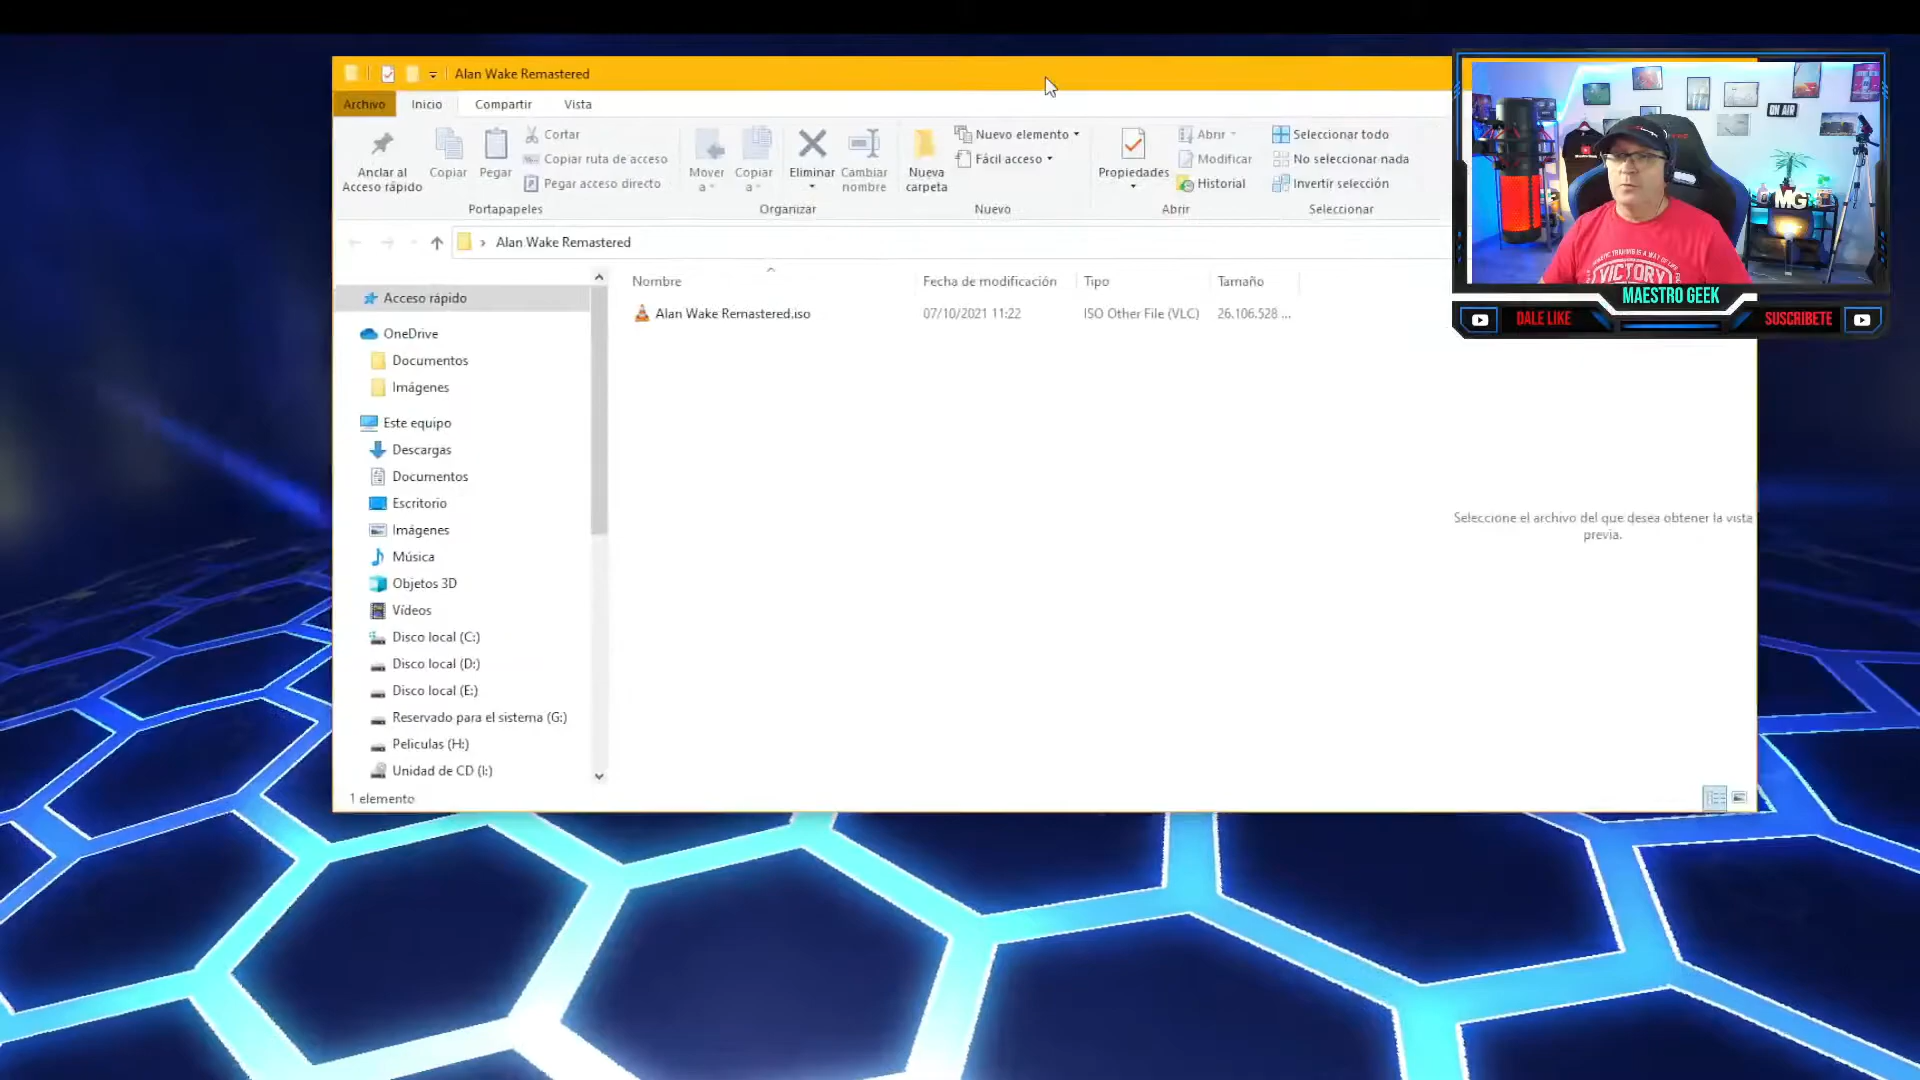 Alan Wake Remastered
Archivo Inicio Compartir Vista
Anclar al Acceso rápido
Copiar
Pegar
Cortar
Copiar ruta de acceso
Pegar acceso directo
Portapapeles
Mover a
Copiar a
Eliminar
Cambiar nombre
Organizar
Nueva carpeta
Nuevo elemento
Fácil acceso
Nuevo
Propiedades
Abrir
Modificar
Historial
Abrir
Seleccionar todo
No seleccionar nada
Invertir selección
Seleccionar
Alan Wake Remastered
Nombre Fecha de modificación Tipo Tamaño
Alan Wake Remastered.iso 07/10/2021 11:22 ISO Other File (VLC) 26.106.528 ...
Acceso rápido
OneDrive
Documentos
Imágenes
Este equipo
Descargas
Documentos
Escritorio
Imágenes
Música
Objetos 3D
Vídeos
Disco local (C:)
Disco local (D:)
Disco local (E:)
Reservado para el sistema (G:)
Peliculas (H:)
Unidad de CD (I:)
1 elemento
Seleccione el archivo del que desea obtener la vista
previa.
ON AIR
MG
VICTORY
MAESTRO GEEK
DALE LIKE
SUSCRIBETE